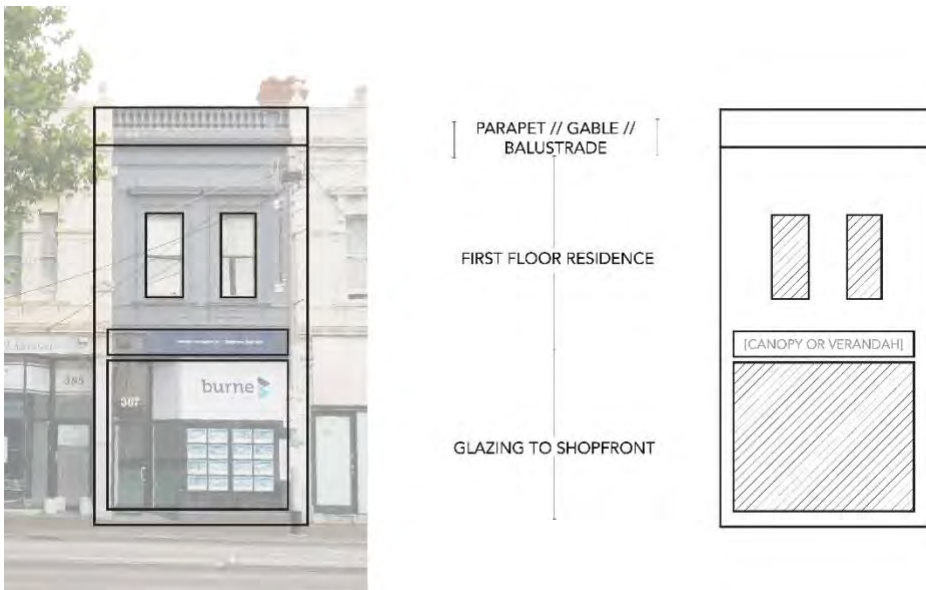 PARAPET // GABLE //
BALUSTRADE
FIRST FLOOR RESIDENCE
[CANOPY OR VERANDAH]
385
387
burne
GLAZING TO SHOPFRONT